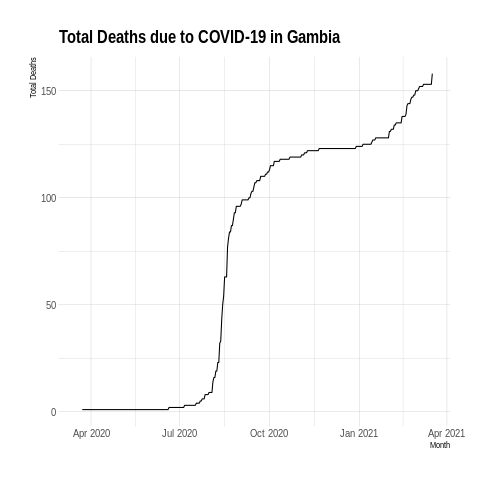 Total Deaths due to COVID-19 in Gambia
Total Deaths
150
100
50
0
Apr 2020 Jul 2020 Oct 2020 Jan 2021 Apr 2021
Month